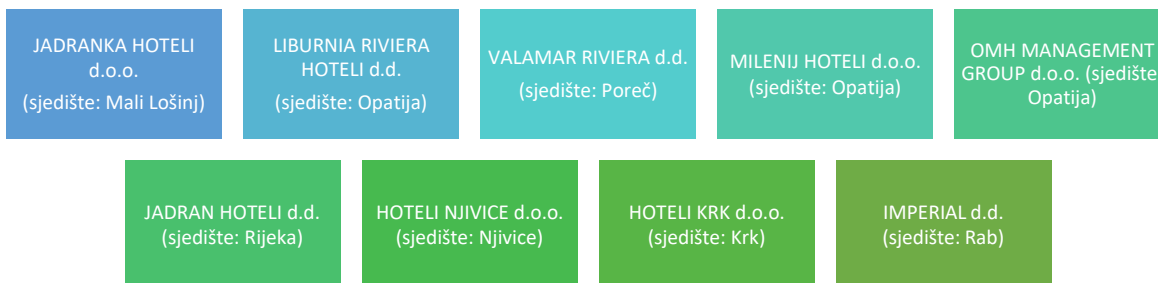 JADRANKA HOTELI
d.o.o.
(sjedište: Mali Lošinj)
LIBURNIA RIVIERA
HOTELI d.d.
(sjedište: Opatija)
VALAMAR RIVIERA d.d.
(sjedište: Poreč)
MILENIJ HOTELI d.o.o.
(sjedište: Opatija)
OMH MANAGEMENT
GROUP d.o.o. (sjedište
Opatija)
JADRAN HOTELI d.d.
(sjedište: Rijeka)
HOTELI NJIVICE d.o.o.
(sjedište: Njivice)
HOTELI KRK d.o.o.
(sjedište: Krk)
IMPERIAL d.d.
(sjedište: Rab)